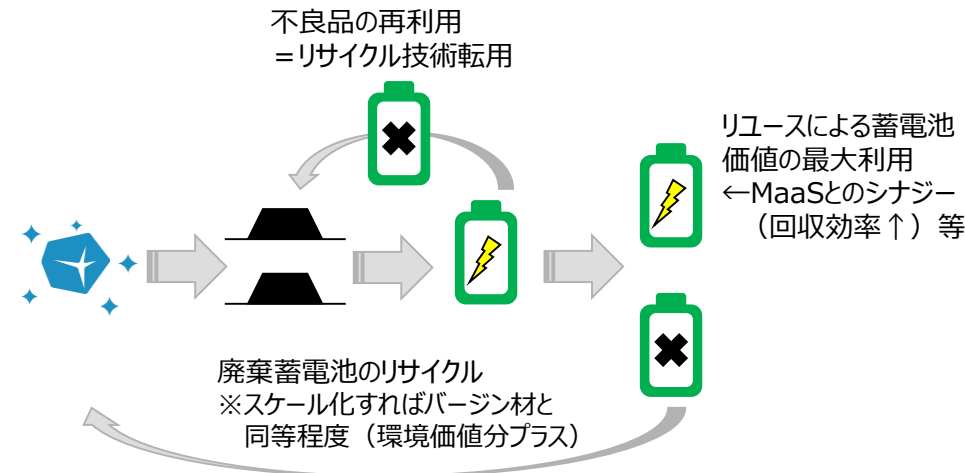 不良品の再利用
＝リサイクル技術転用
リユースによる蓄電池
価値の最大利用
←MaaSとのシナジー
（回収効率↑）等
廃棄蓄電池のリサイクル
※スケール化すればバージン材と
同等程度（環境価値分プラス）